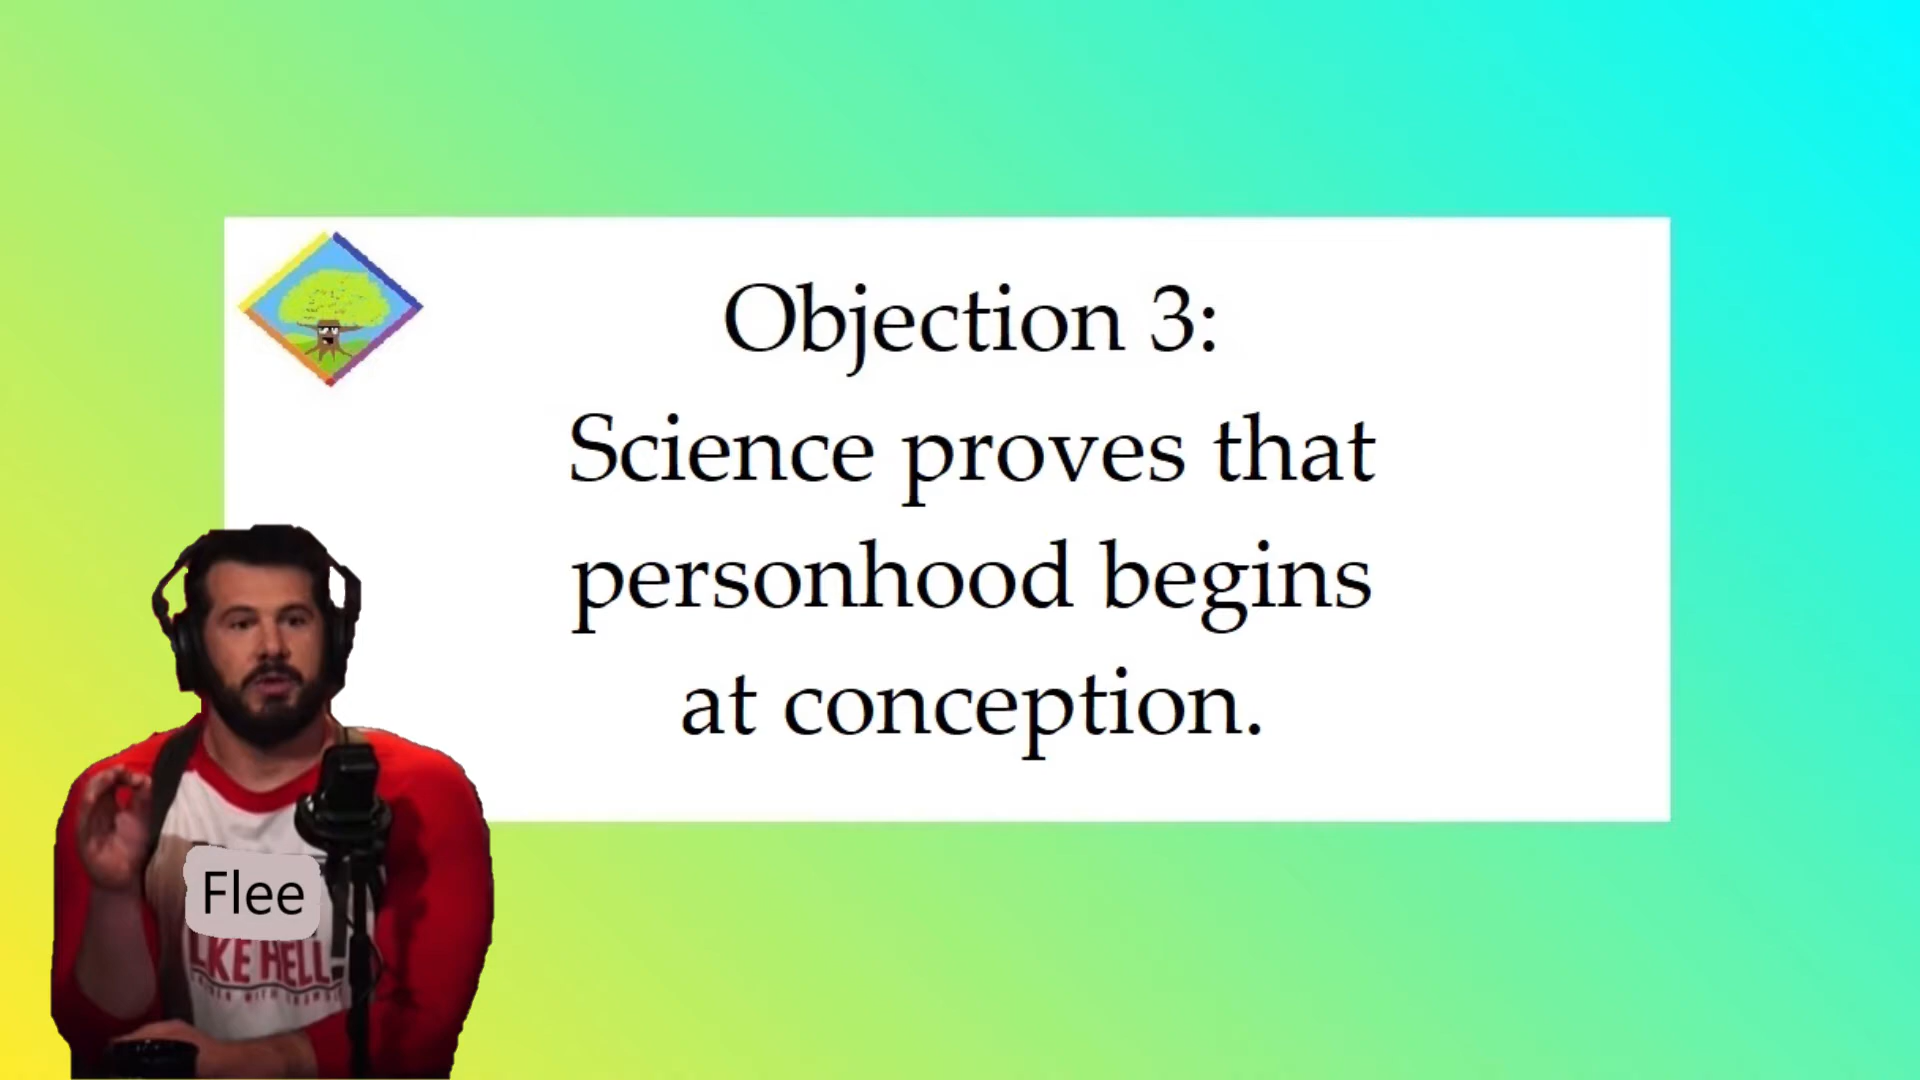 Objection 3:
Science proves that
personhood begins
at conception.
Flee
LKE HELL!